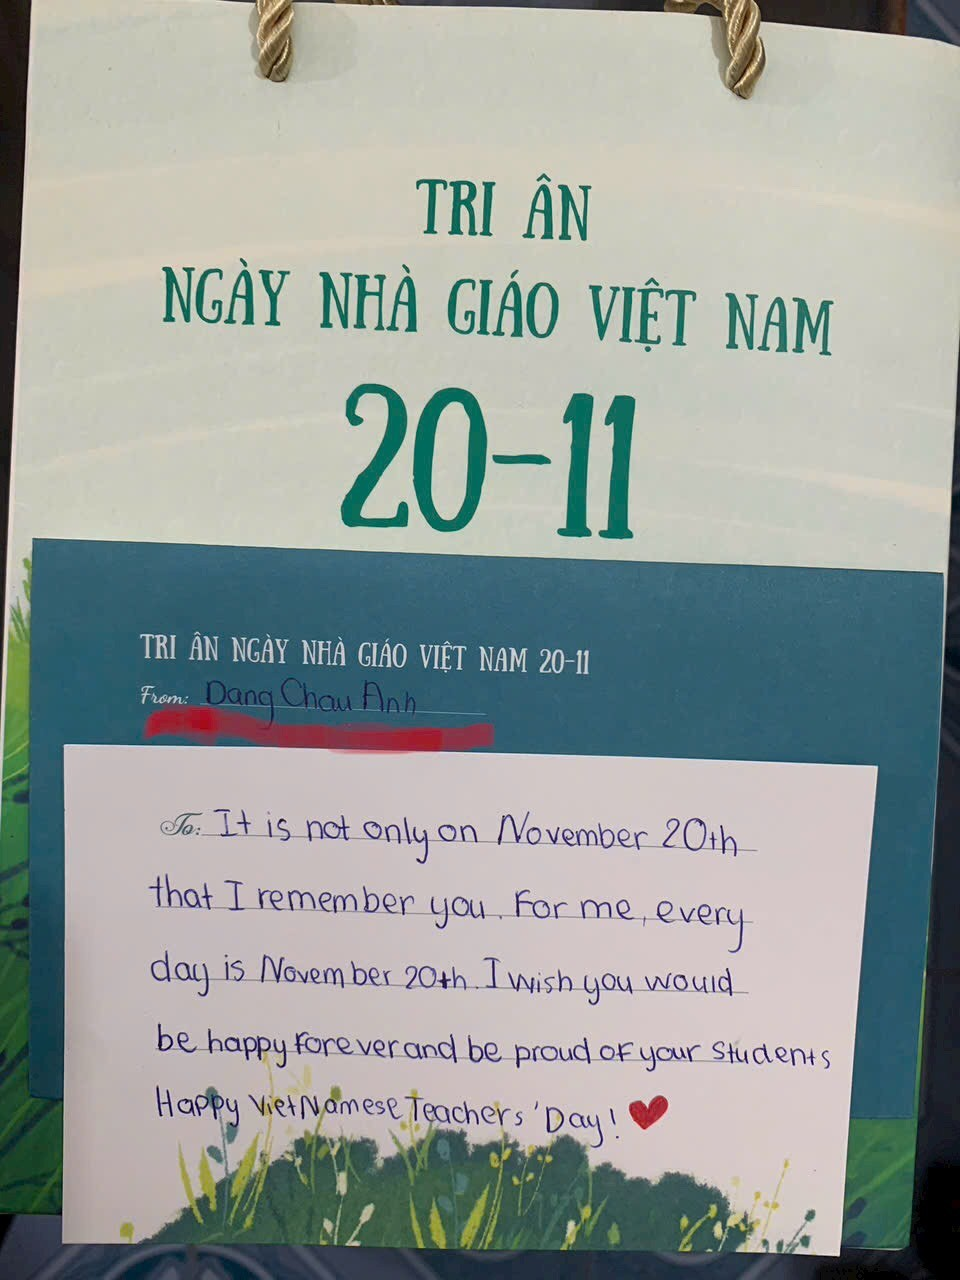 TRI ÂN
NGÀY NHÀ GIÁO VIỆT NAM
20-11
TRI ÂN NGÀY NHÀ GIÁO VIỆT NAM 20-11
From: Dang Chau Anh
To: It is not only on November 20th
that I remember you. For me, every
day is November 20th. I wish you would
be happy forever and be proud of your students
Happy VietNamese Teachers 'Day!